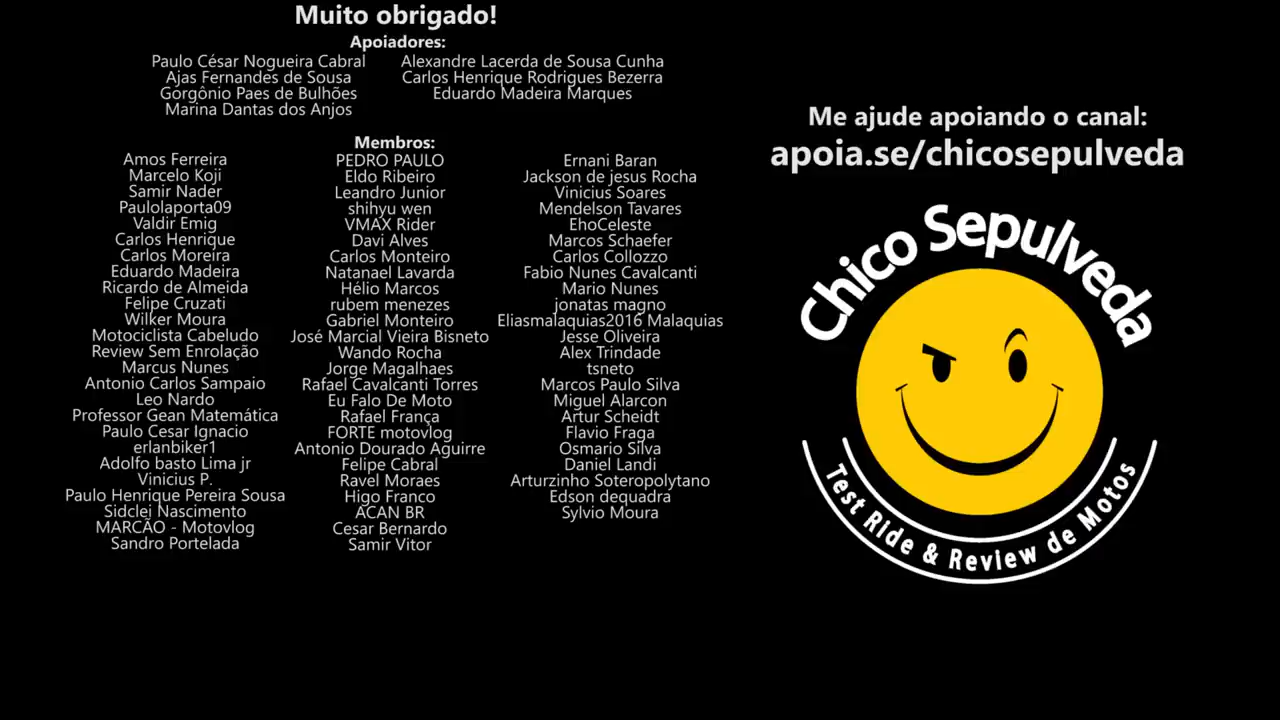 Muito obrigado!
Apoiadores:
Paulo César Nogueira Cabral
Ajas Fernandes de Sousa
Gorgônio Paes de Bulhões
Marina Dantas dos Anjos
Alexandre Lacerda de Sousa Cunha
Carlos Henrique Rodrigues Bezerra
Eduardo Madeira Marques
Membros:
Amos Ferreira
Marcelo Koji
Samir Nader
Paulolaporta09
Valdir Emig
Carlos Henrique
Carlos Moreira
Eduardo Madeira
Ricardo de Almeida
Felipe Cruzati
Wilker Moura
Motociclista Cabeludo
Review Sem Enrolação
Marcus Nunes
Antonio Carlos Sampaio
Leo Nardo
Professor Gean Matemática
Paulo Cesar Ignacio
erlanbiker1
Adolfo basto Lima jr
Vinicius P.
Paulo Henrique Pereira Sousa
Sidclei Nascimento
MARCÃO - Motovlog
Sandro Portelada
PEDRO PAULO
Eldo Ribeiro
Leandro Junior
shihyu wen
VMAX Rider
Davi Alves
Carlos Monteiro
Natanael Lavarda
Hélio Marcos
rubem menezes
Gabriel Monteiro
José Marcial Vieira Bisneto
Wando Rocha
Jorge Magalhaes
Rafael Cavalcanti Torres
Eu Falo De Moto
Rafael França
FORTE motovlog
Antonio Dourado Aguirre
Felipe Cabral
Ravel Moraes
Higo Franco
ACAN BR
Cesar Bernardo
Samir Vitor
Ernani Baran
Jackson de jesus Rocha
Vinicius Soares
Mendelson Tavares
EhoCeleste
Marcos Schaefer
Carlos Collozzo
Fabio Nunes Cavalcanti
Mario Nunes
jonatas magno
Eliasmalaquias2016 Malaquias
Jesse Oliveira
Alex Trindade
tsneto
Marcos Paulo Silva
Miguel Alarcon
Artur Scheidt
Flavio Fraga
Osmario Silva
Daniel Landi
Arturzinho Soteropolytano
Edson dequadra
Sylvio Moura
Me ajude apoiando o canal:
apoia.se/chicosepulveda
Chico Sepulveda
Test Ride & Review de Motos